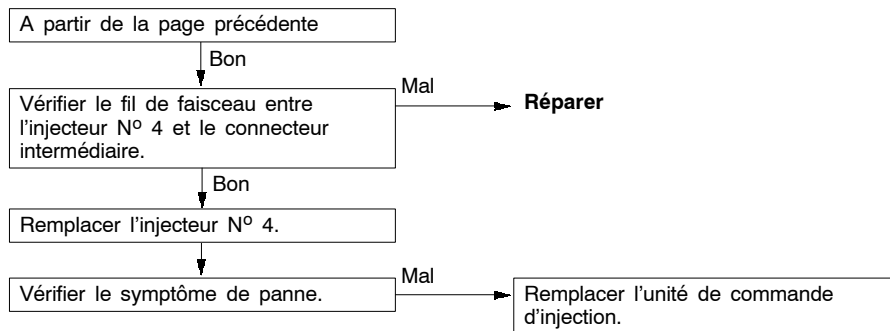 A partir de la page précédente
Bon
Mal
Vérifier le fil de faisceau entre
l'injecteur Nº 4 et le connecteur
intermédiaire.
Réparer
Bon
Remplacer l'injecteur Nº 4.
Mal
Vérifier le symptôme de panne.
Remplacer l'unité de commande
d'injection.